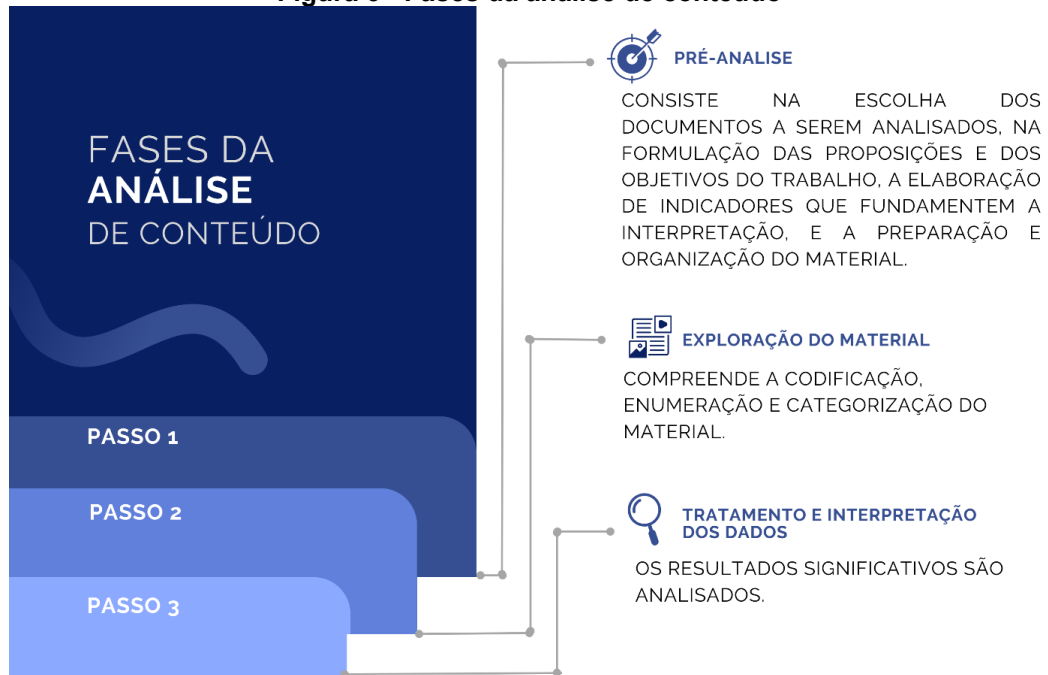 FASES DA
ANÁLISE
DE CONTEÚDO
PASSO 1
PASSO 2
PASSO 3
PRÉ-ANALISE
CONSISTE NA ESCOLHA DOS
DOCUMENTOS A SEREM ANALISADOS, NA
FORMULAÇÃO DAS PROPOSIÇÕES E DOS
OBJETIVOS DO TRABALHO, A ELABORAÇÃO
DE INDICADORES QUE FUNDAMENTEM A
INTERPRETAÇÃO, E A PREPARAÇÃO E
ORGANIZAÇÃO DO MATERIAL.
EXPLORAÇÃO DO MATERIAL
COMPREENDE A CODIFICAÇÃO,
ENUMERAÇÃO E CATEGORIZAÇÃO DO
MATERIAL.
TRATAMENTO E INTERPRETAÇÃO
DOS DADOS
OS RESULTADOS SIGNIFICATIVOS SÃO
ANALISADOS.